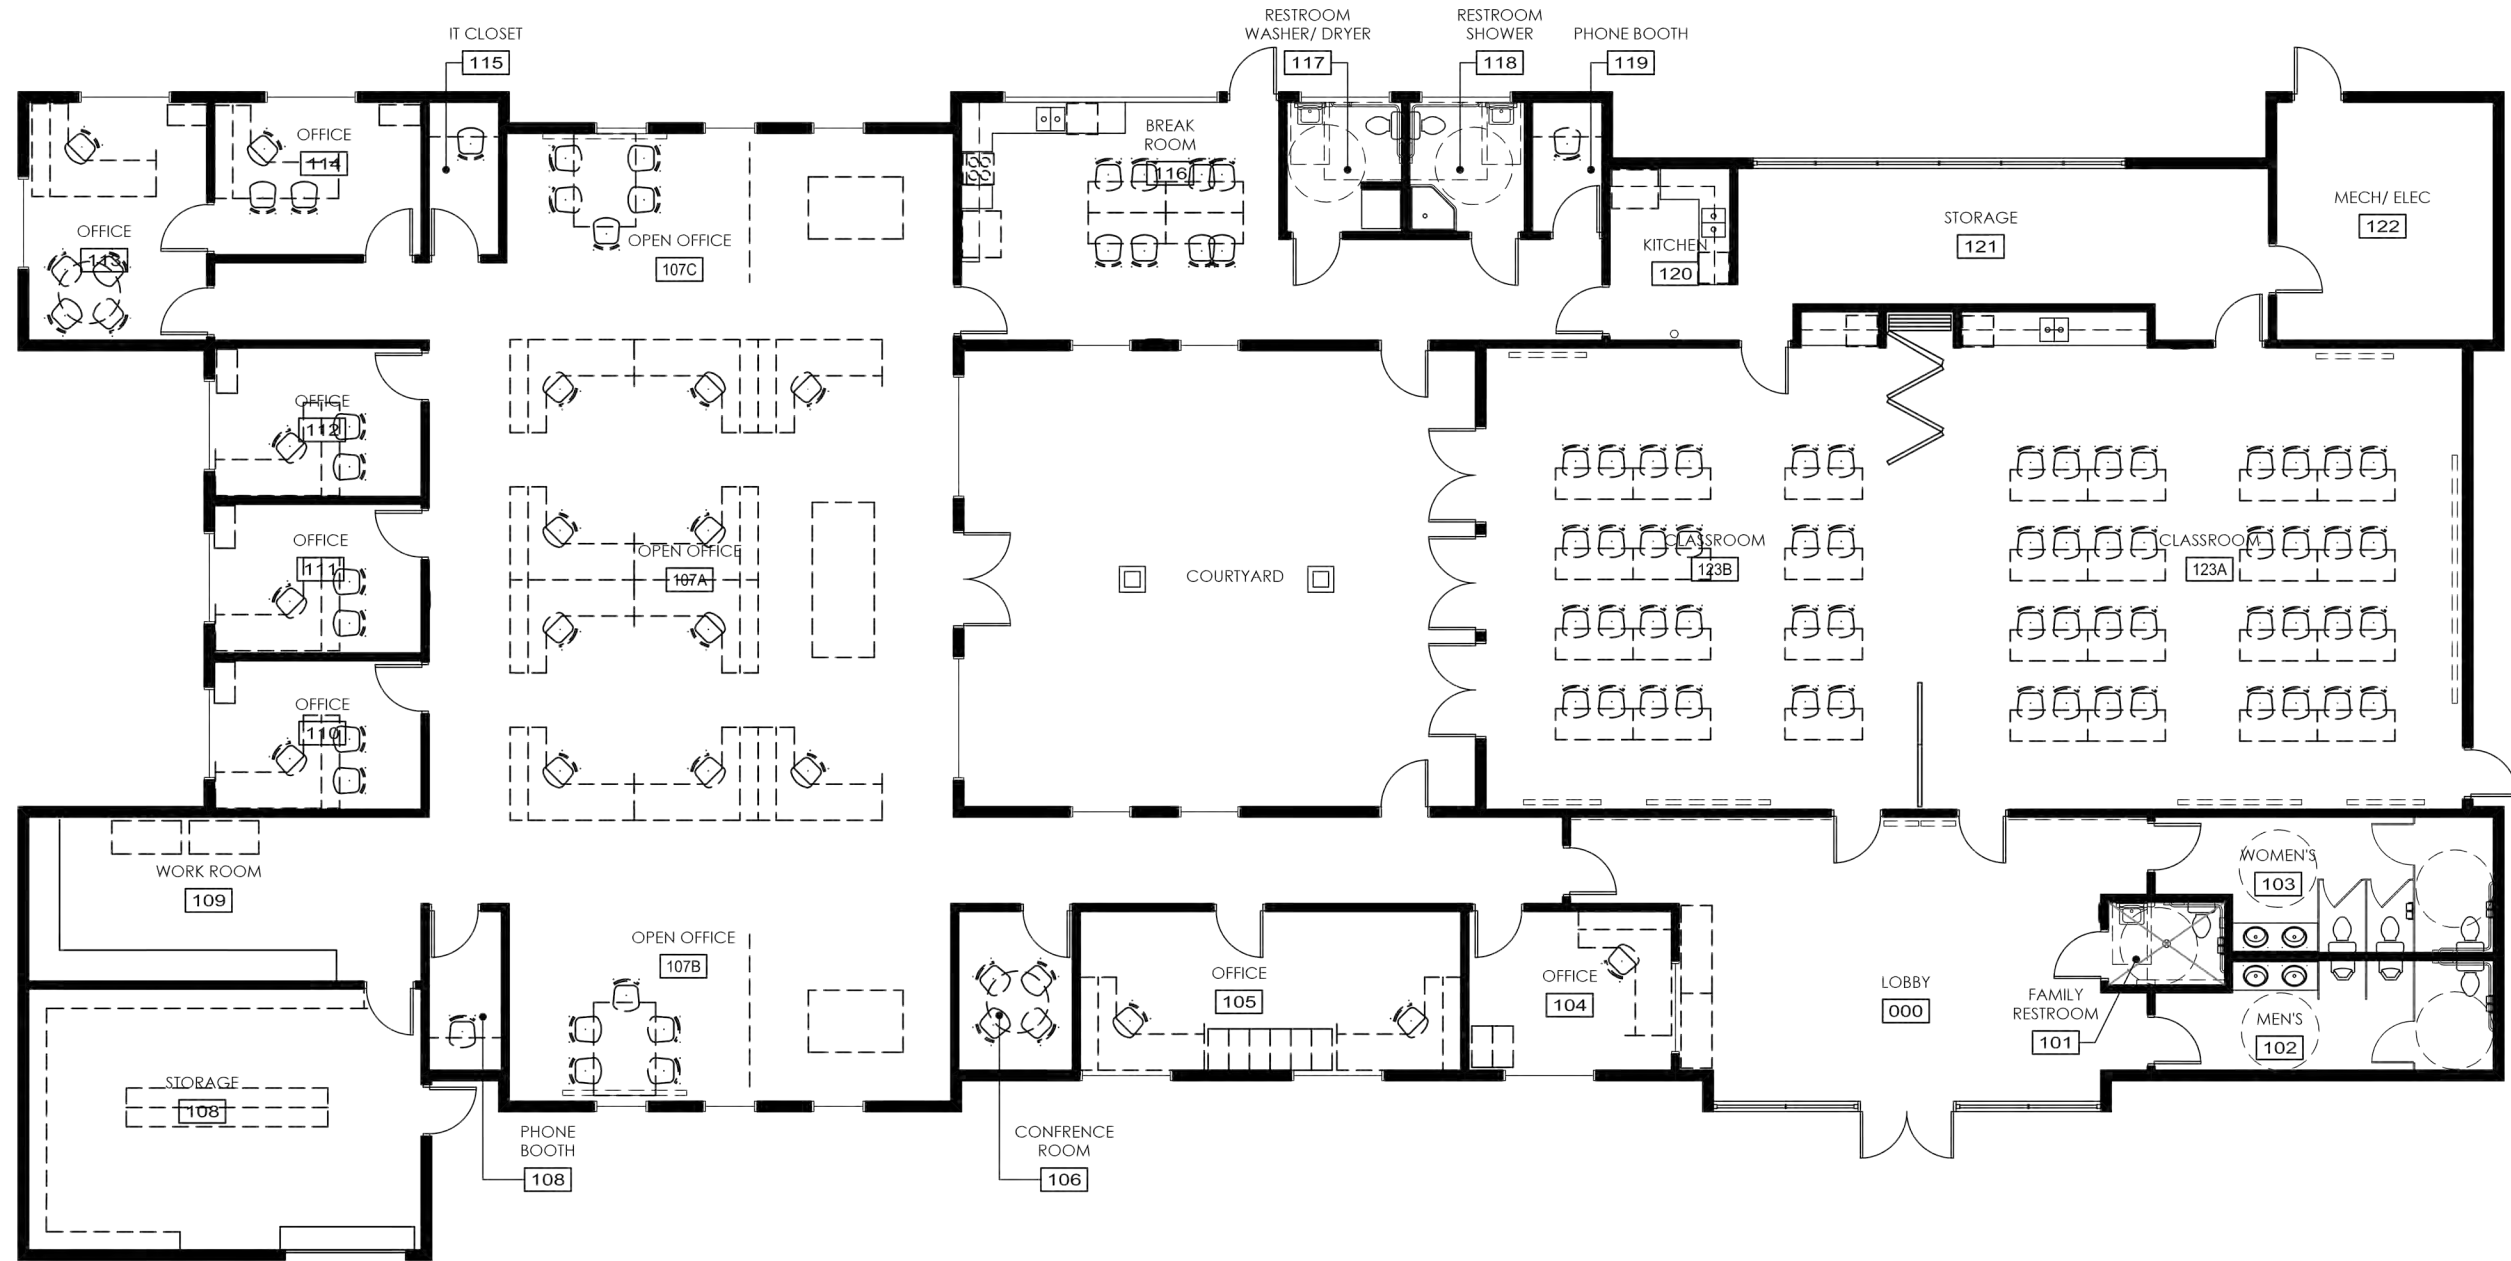 RESTROOM
WASHER/ DRYER
117
RESTROOM
SHOWER
118
IT CLOSET
115
PHONE BOOTH
119
OFFICE
114
BREAK
ROOM
116
OFFICE
113
OPEN OFFICE
107C
KITCHEN
120
STORAGE
121
MECH/ ELEC
122
OFFICE
112
OFFICE
111
OPEN OFFICE
107A
COURTYARD
CLASSROOM
123B
CLASSROOM
123A
OFFICE
110
WORK ROOM
109
WOMEN'S
103
OPEN OFFICE
107B
OFFICE
105
OFFICE
104
LOBBY
000
FAMILY
RESTROOM
101
MEN'S
102
STORAGE
108
PHONE
BOOTH
108
CONFRENCE
ROOM
106